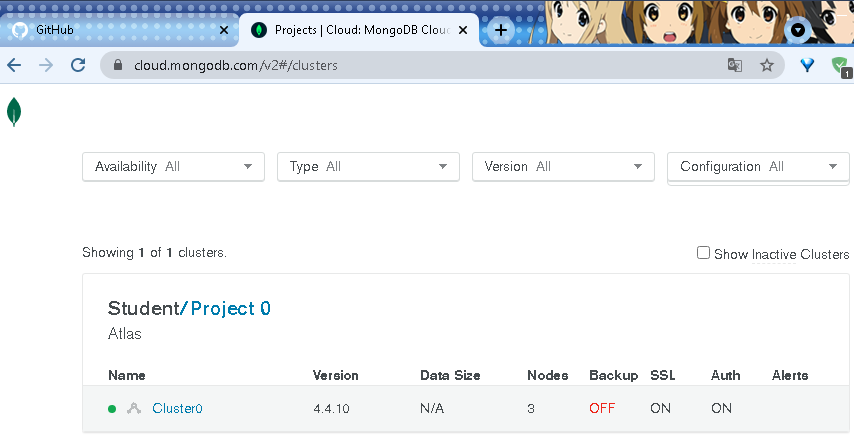 GitHub
Projects | Cloud: MongoDB Cloud
cloud.mongodb.com/v2#/clusters
1
Availability All
Type All
Version All
Configuration All
Showing 1 of 1 clusters.
Show Inactive Clusters
Student/Project 0
Atlas
Name Version Data Size Nodes Backup SSL Auth Alerts
Cluster0 4.4.10 N/A 3 OFF ON ON